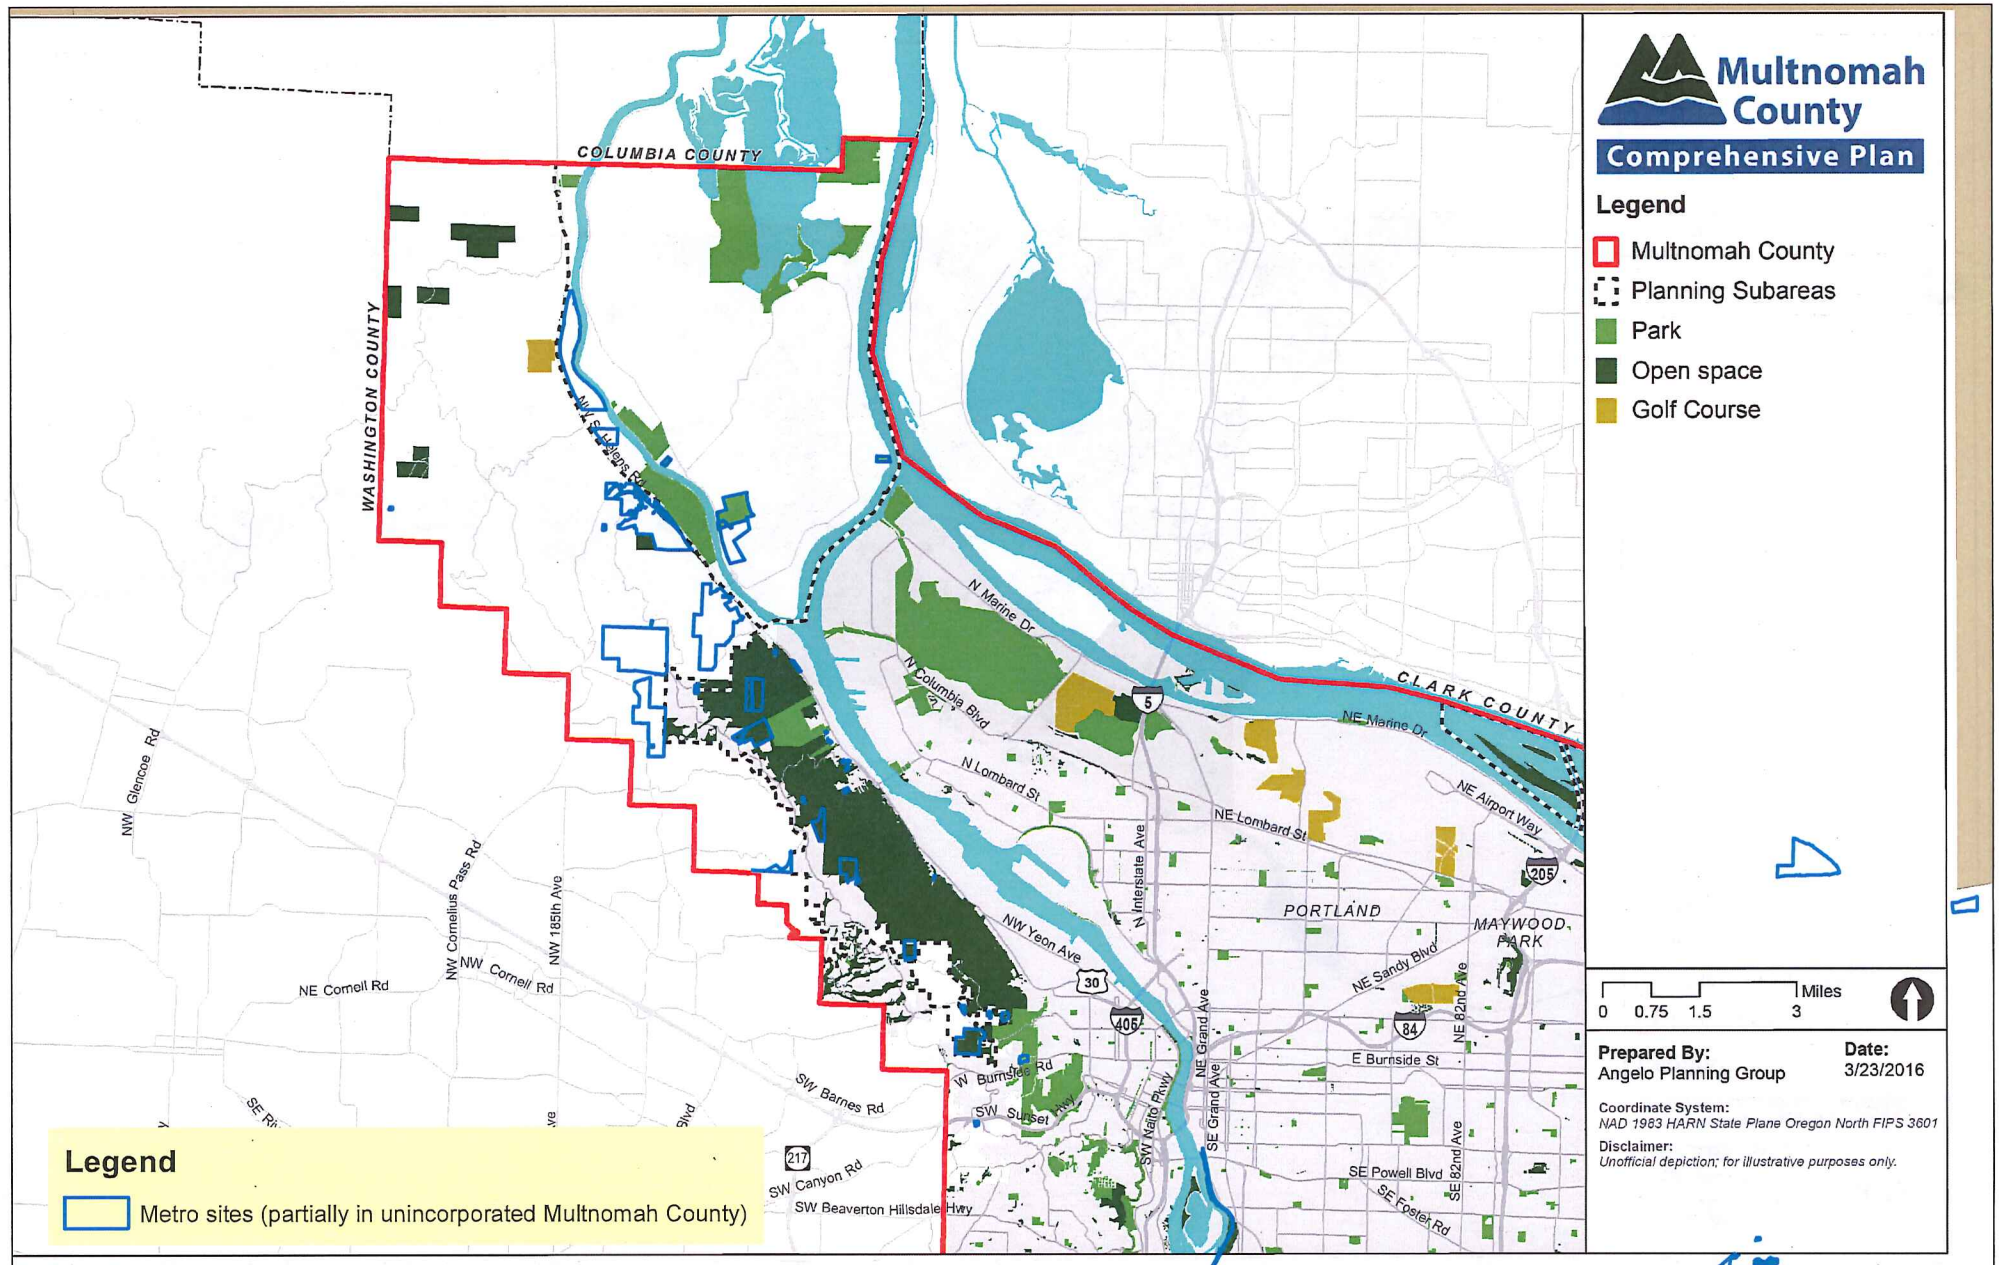 Multnomah
County
Comprehensive Plan
Legend
Multnomah County
Planning Subareas
Park
Open space
Golf Course
COLUMBIA COUNTY
WASHINGTON COUNTY
CLARK COUNTY
NW St Helens Rd
N Marine Dr
N Columbia Blvd
5
NE Marine Dr
N Lombard St
NE Lombard St
NE Airport Way
205
N Interstate Ave
PORTLAND
MAYWOOD
PARK
NW Glencoe Rd
NW Cornelius Pass Rd
NW 185th Ave
NE Cornell Rd
NW Cornell Rd
NW Yeon Ave
30
405
NE Sandy Blvd
NE 82nd Ave
84
NE Grand Ave
SE Grand Ave
E Burnside St
W Burnside Rd
SW Barnes Rd
SW Sunset Hwy
SW Naito Pkwy
217
SW Canyon Rd
SW Beaverton Hillsdale Hwy
SE Powell Blvd
SE 82nd Ave
SE Foster Rd
Miles
0 0.75 1.5 3
Prepared By:
Angelo Planning Group
Date:
3/23/2016
Coordinate System:
NAD 1983 HARN State Plane Oregon North FIPS 3601
Disclaimer:
Unofficial depiction; for illustrative purposes only.
Legend
Metro sites (partially in unincorporated Multnomah County)